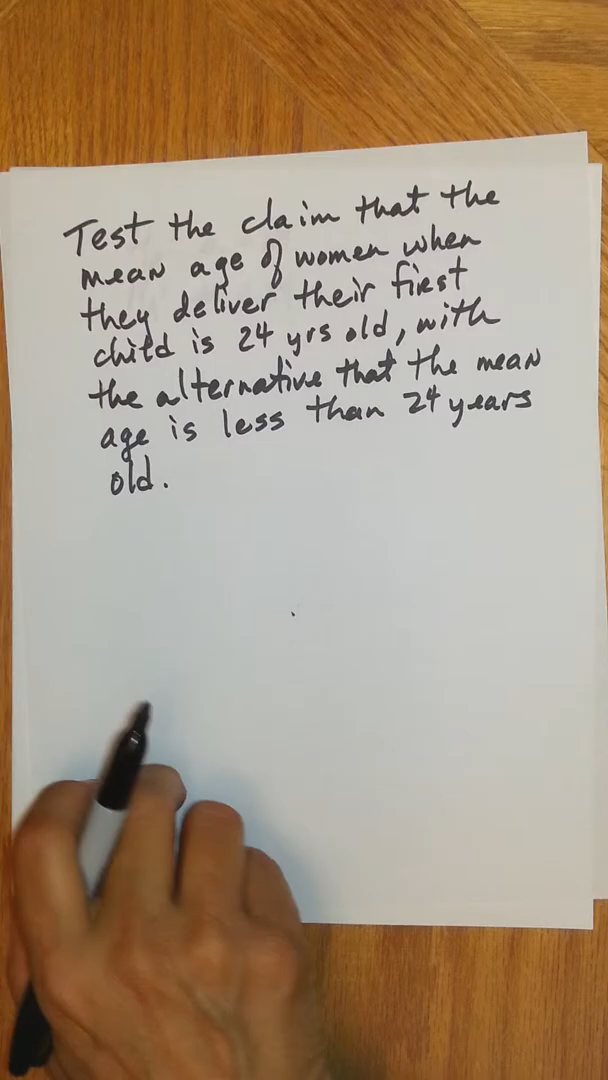 Test the claim that the
mean age of women when
they deliver their first
child is 24 yrs old, with
the alternative that the mean
age is less than 24 years
old.